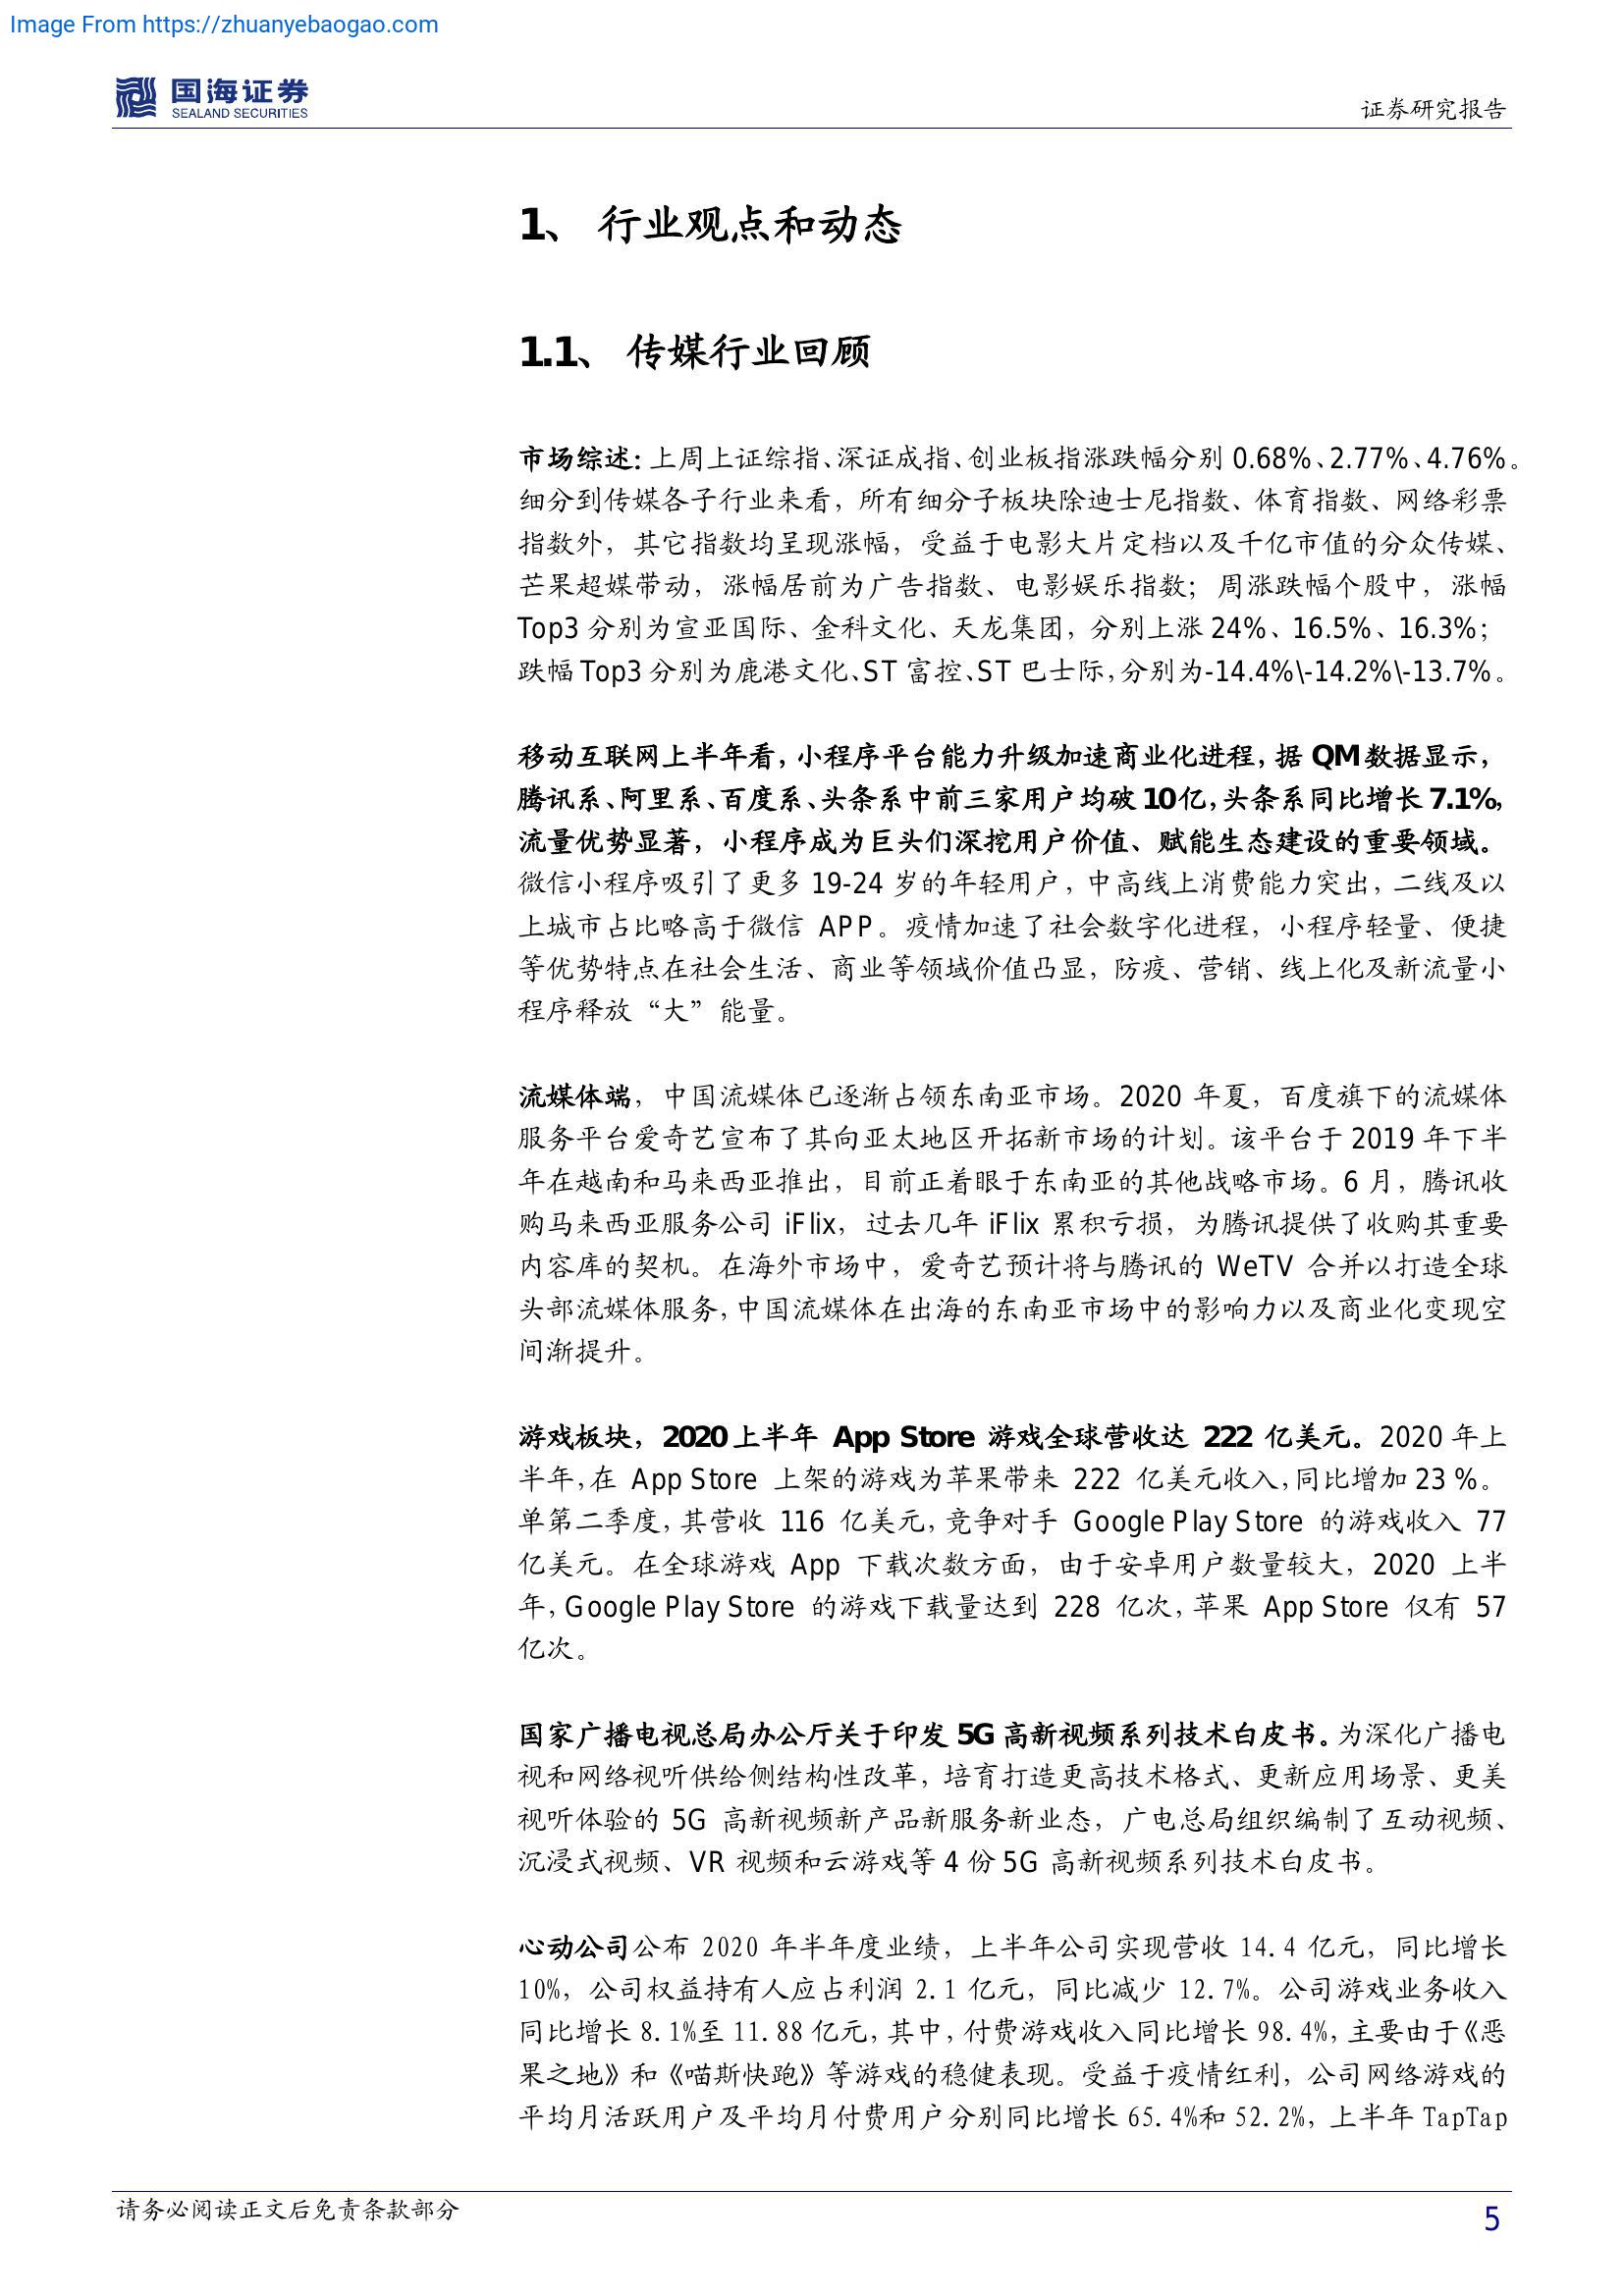 Image From https://zhuanyebaogao.com
国海证券
SEALAND SECURITIES
证券研究报告
1、 行业观点和动态
1.1、 传媒行业回顾
市场综述：上周上证综指、深证成指、创业板指涨跌幅分别 0.68%、2.77%、4.76%。
细分到传媒各子行业来看，所有细分子板块除迪士尼指数、体育指数、网络彩票
指数外，其它指数均呈现涨幅，受益于电影大片定档以及千亿市值的分众传媒、
芒果超媒带动，涨幅居前为广告指数、电影娱乐指数；周涨跌幅个股中，涨幅
Top3 分别为宣亚国际、金科文化、天龙集团，分别上涨 24%、16.5%、16.3%；
跌幅 Top3 分别为鹿港文化、ST 富控、ST 巴士际，分别为-14.4%\-14.2%\-13.7%。
移动互联网上半年看，小程序平台能力升级加速商业化进程，据 QM 数据显示，
腾讯系、阿里系、百度系、头条系中前三家用户均破 10 亿，头条系同比增长 7.1%，
流量优势显著，小程序成为巨头们深挖用户价值、赋能生态建设的重要领域。
微信小程序吸引了更多 19-24 岁的年轻用户，中高线上消费能力突出，二线及以
上城市占比略高于微信 APP。疫情加速了社会数字化进程，小程序轻量、便捷
等优势特点在社会生活、商业等领域价值凸显，防疫、营销、线上化及新流量小
程序释放“大”能量。
流媒体端，中国流媒体已逐渐占领东南亚市场。2020 年夏，百度旗下的流媒体
服务平台爱奇艺宣布了其向亚太地区开拓新市场的计划。该平台于 2019 年下半
年在越南和马来西亚推出，目前正着眼于东南亚的其他战略市场。6 月，腾讯收
购马来西亚服务公司 iFlix，过去几年 iFlix 累积亏损，为腾讯提供了收购其重要
内容库的契机。在海外市场中，爱奇艺预计将与腾讯的 WeTV 合并以打造全球
头部流媒体服务，中国流媒体在出海的东南亚市场中的影响力以及商业化变现空
间渐提升。
游戏板块，2020 上半年 App Store 游戏全球营收达 222 亿美元。2020 年上
半年，在 App Store 上架的游戏为苹果带来 222 亿美元收入，同比增加 23 %。
单第二季度，其营收 116 亿美元，竞争对手 Google Play Store 的游戏收入 77
亿美元。在全球游戏 App 下载次数方面，由于安卓用户数量较大，2020 上半
年，Google Play Store 的游戏下载量达到 228 亿次，苹果 App Store 仅有 57
亿次。
国家广播电视总局办公厅关于印发 5G 高新视频系列技术白皮书。为深化广播电
视和网络视听供给侧结构性改革，培育打造更高技术格式、更新应用场景、更美
视听体验的 5G 高新视频新产品新服务新业态，广电总局组织编制了互动视频、
沉浸式视频、VR 视频和云游戏等 4 份 5G 高新视频系列技术白皮书。
心动公司公布 2020 年半年度业绩，上半年公司实现营收 14.4 亿元，同比增长
10%，公司权益持有人应占利润 2.1 亿元，同比减少 12.7%。公司游戏业务收入
同比增长 8.1%至 11.88 亿元，其中，付费游戏收入同比增长 98.4%，主要由于《恶
果之地》和《喵斯快跑》等游戏的稳健表现。受益于疫情红利，公司网络游戏的
平均月活跃用户及平均月付费用户分别同比增长 65.4%和 52.2%，上半年 TapTap
请务必阅读正文后免责条款部分
5